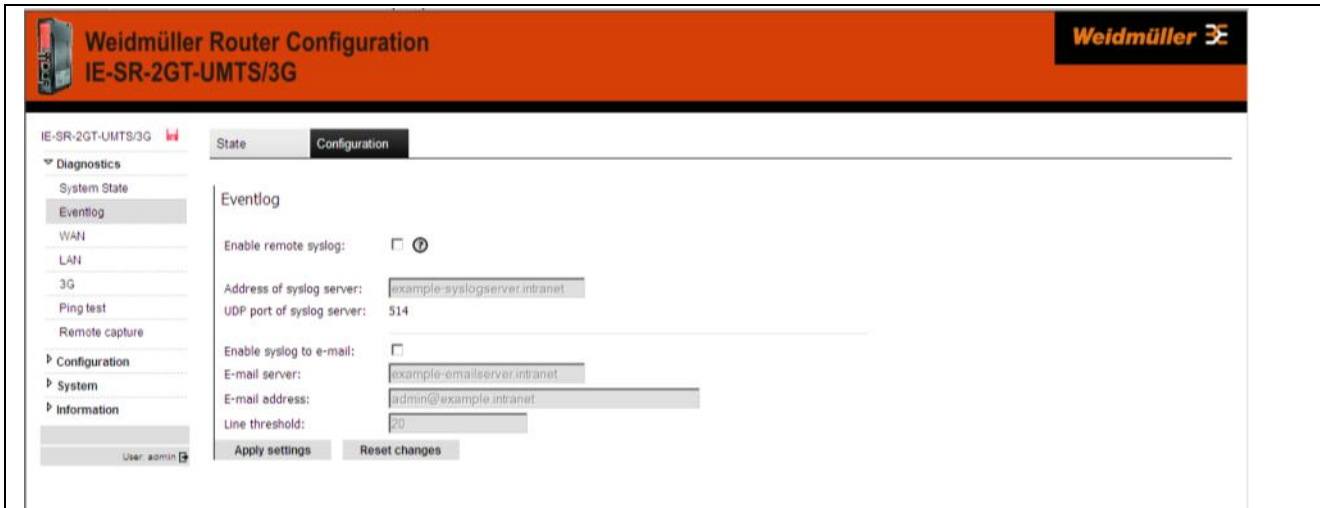 Weidmüller Router Configuration
IE-SR-2GT-UMTS/3G
Weidmüller
IE-SR-2GT-UMTS/3G
Diagnostics
System State
Eventlog
WAN
LAN
3G
Ping test
Remote capture
Configuration
System
Information
User: admin
State Configuration
Eventlog
Enable remote syslog:
Address of syslog server: example-syslogserver.intranet
UDP port of syslog server: 514
Enable syslog to e-mail:
E-mail server: example-emailserver.intranet
E-mail address: admin@example.intranet
Line threshold: 20
Apply settings Reset changes